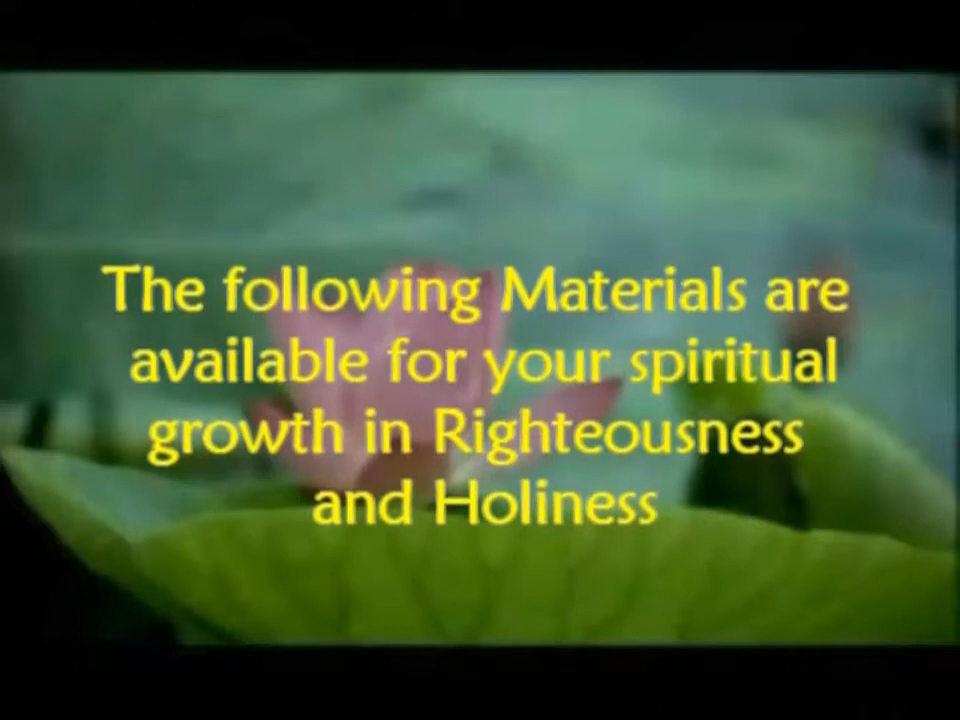 The following Materials are
available for your spiritual
growth in Righteousness
and Holiness